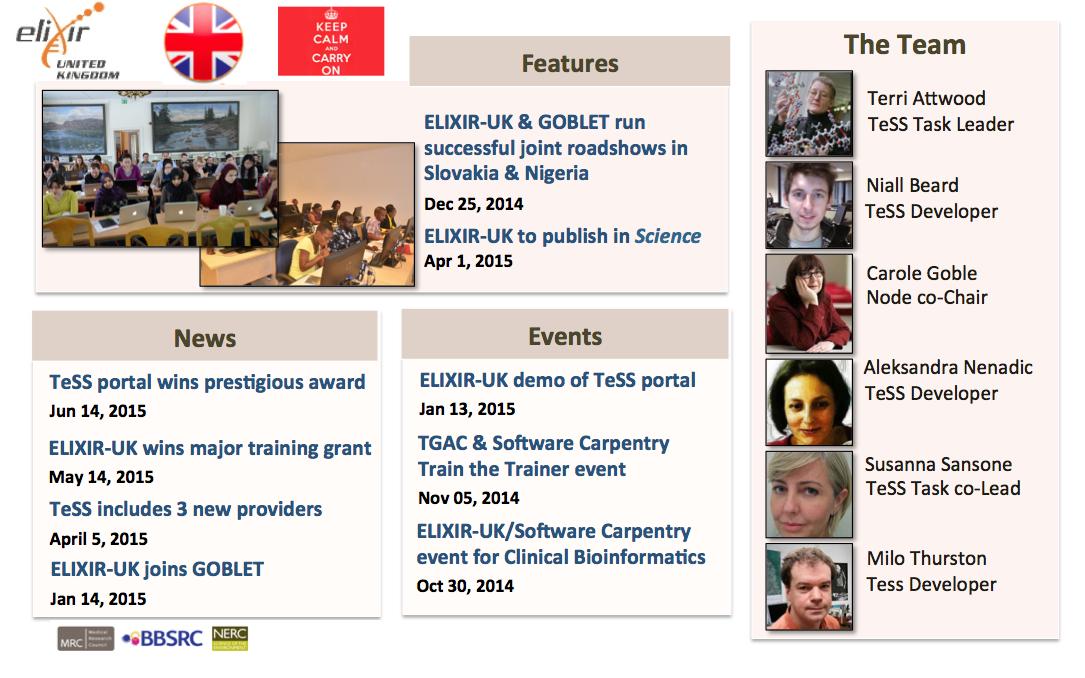 elixir
UNITED
KINGDOM
KEEP
CALM
AND
CARRY
ON
Features
ELIXIR-UK & GOBLET run
successful joint roadshows in
Slovakia & Nigeria
Dec 25, 2014
ELIXIR-UK to publish in Science
Apr 1, 2015
News
TeSS portal wins prestigious award
Jun 14, 2015
ELIXIR-UK wins major training grant
May 14, 2015
TeSS includes 3 new providers
April 5, 2015
ELIXIR-UK joins GOBLET
Jan 14, 2015
Events
ELIXIR-UK demo of TeSS portal
Jan 13, 2015
TGAC & Software Carpentry
Train the Trainer event
Nov 05, 2014
ELIXIR-UK/Software Carpentry
event for Clinical Bioinformatics
Oct 30, 2014
The Team
Terri Attwood
TeSS Task Leader
Niall Beard
TeSS Developer
Carole Goble
Node co-Chair
Aleksandra Nenadic
TeSS Developer
Susanna Sansone
TeSS Task co-Lead
Milo Thurston
Tess Developer
MRC
Medical
Research
Council
BBSRC
NERC